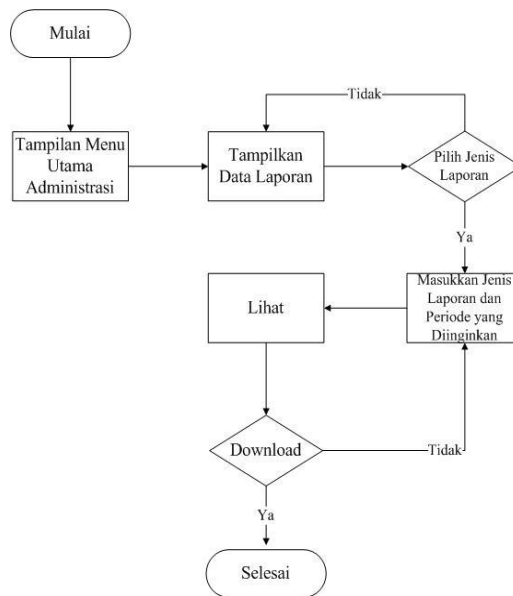 Mulai
Tidak
Tampilan Menu
Utama
Administrasi
Tampilkan
Data Laporan
Pilih Jenis
Laporan
Ya
Lihat
Masukkan Jenis
Laporan dan
Periode yang
Diinginkan
Download
Tidak
Ya
Selesai